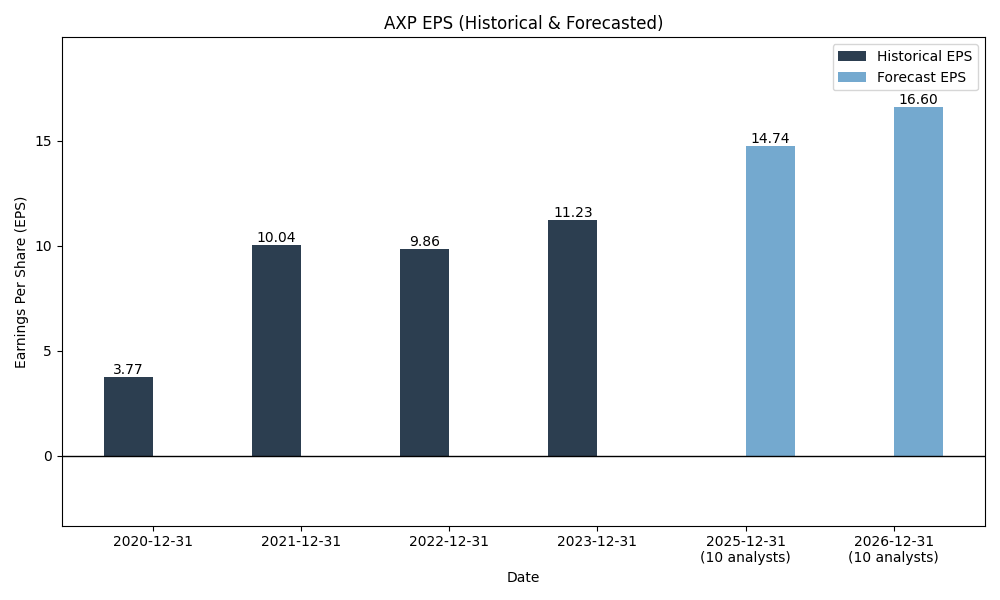 AXP EPS (Historical & Forecasted)
Historical EPS
Forecast EPS
Earnings Per Share (EPS)
15
10
5
0
3.77
10.04
9.86
11.23
14.74
16.60
2020-12-31
2021-12-31
2022-12-31
2023-12-31
2025-12-31
(10 analysts)
2026-12-31
(10 analysts)
Date